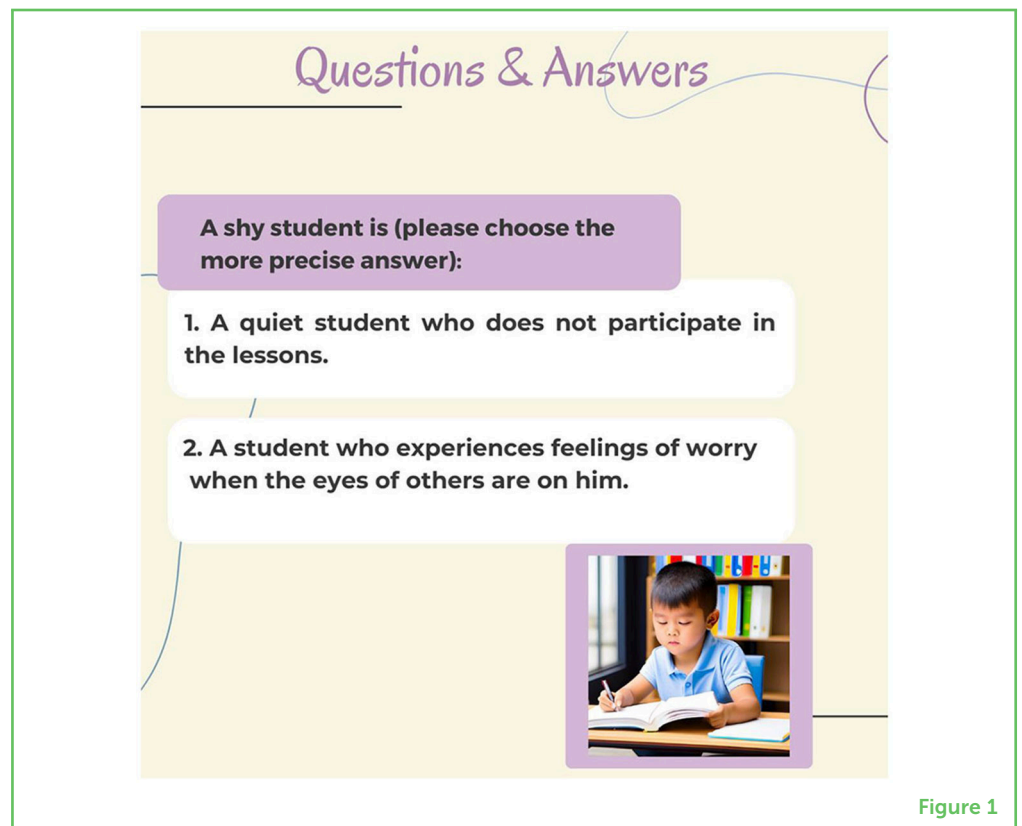 Questions & Answers
A shy student is (please choose the
more precise answer):
1. A quiet student who does not participate in
the lessons.
2. A student who experiences feelings of worry
when the eyes of others are on him.
Figure 1